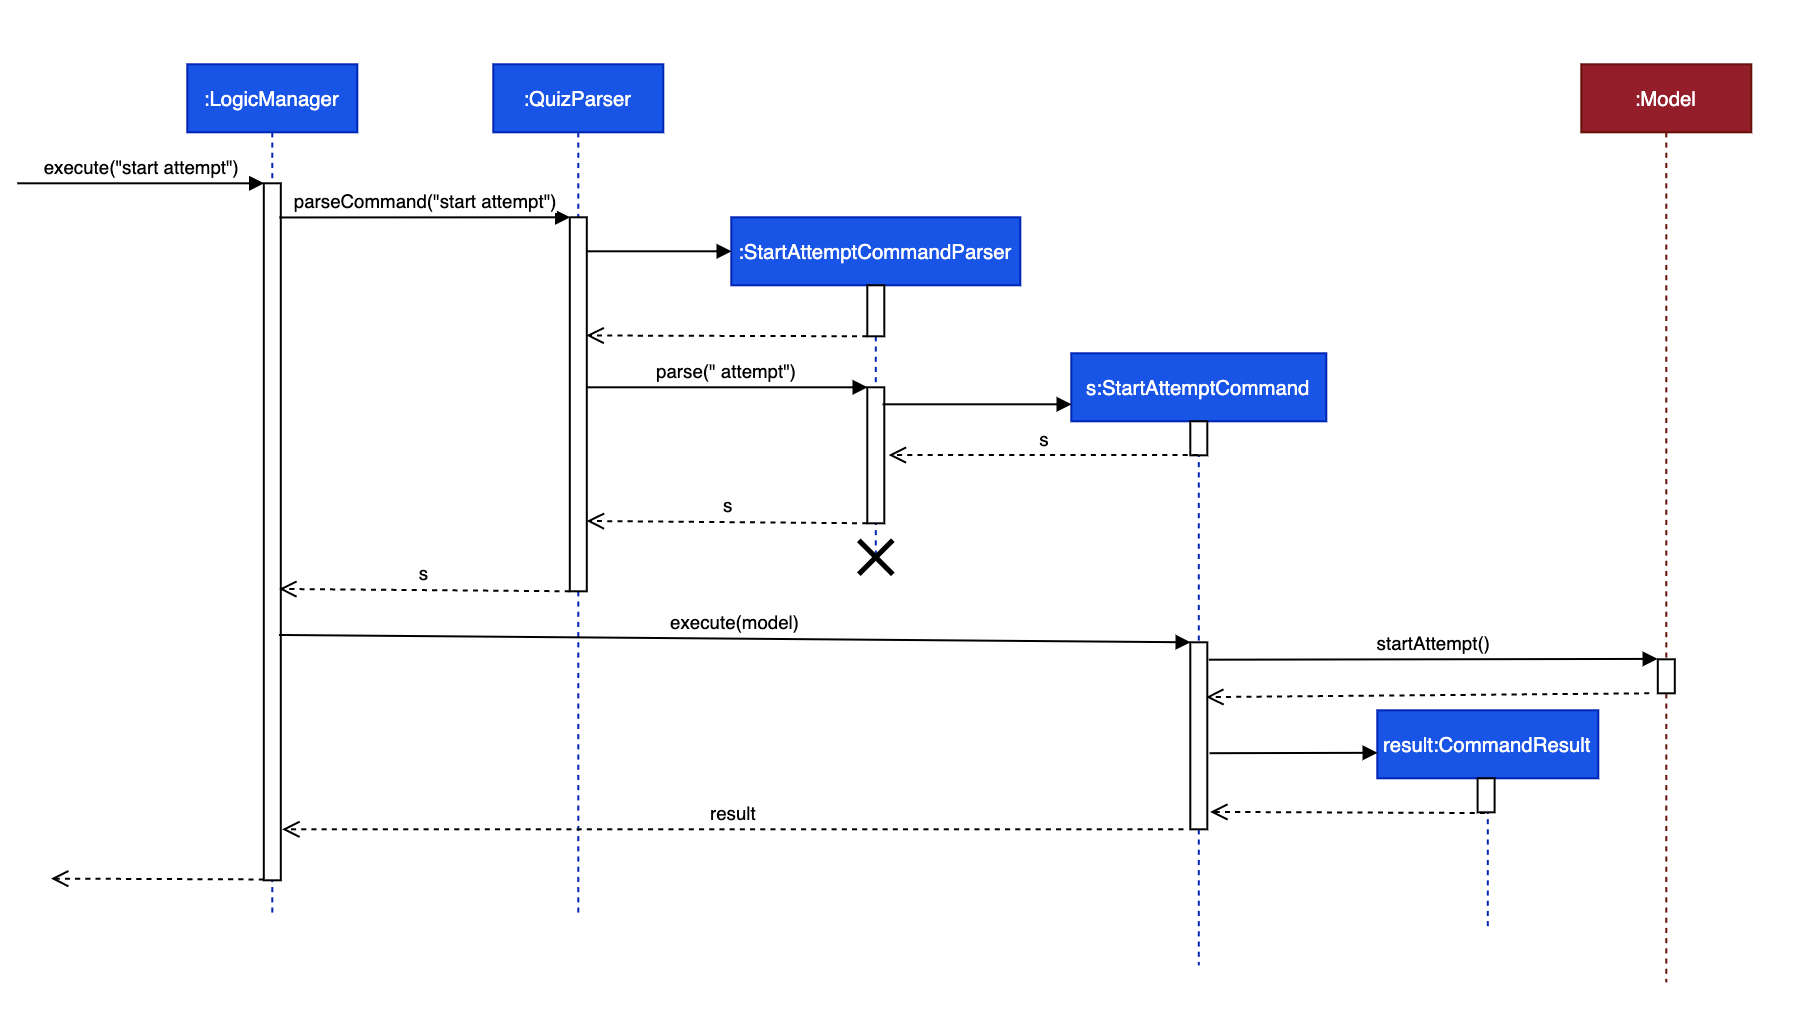 :LogicManager
:QuizParser
:Model
execute("start attempt")
parseCommand("start attempt")
:StartAttemptCommandParser
parse(" attempt")
s:StartAttemptCommand
s
s
s
execute(model)
startAttempt()
result:CommandResult
result